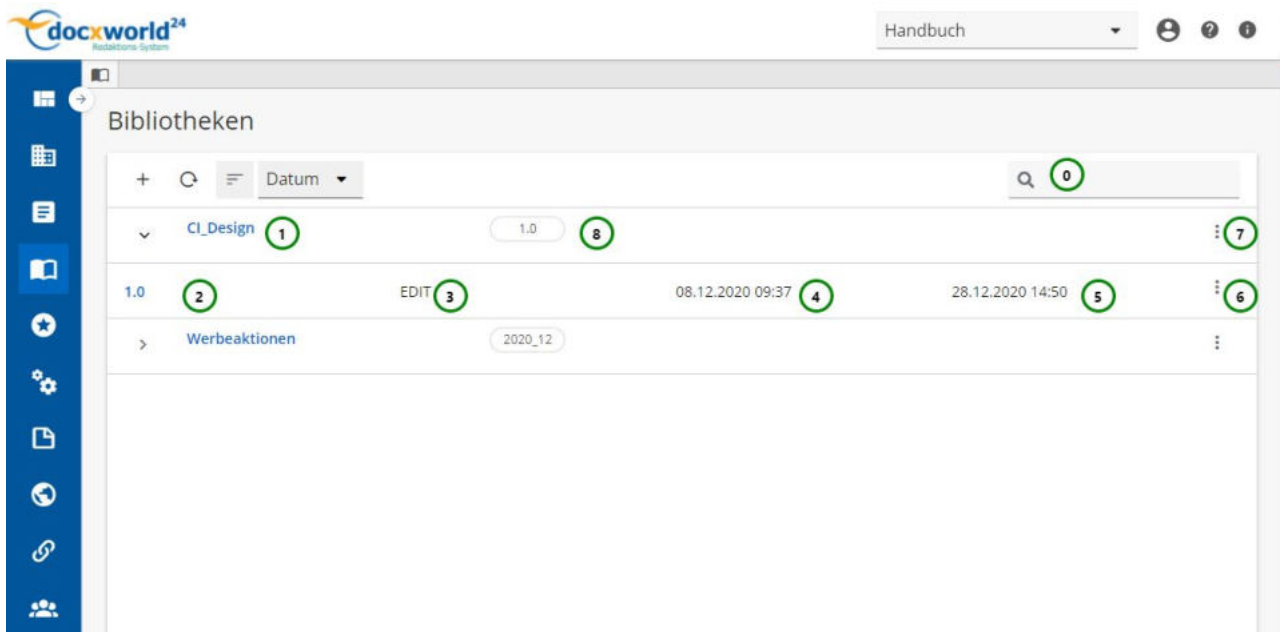 docxworld24
Redaktions-System
Handbuch
Bibliotheken
Datum
0
CI_Design 1 1.0 8 7
1.0 2 EDIT 3 08.12.2020 09:37 4 28.12.2020 14:50 5 6
Werbeaktionen 2020_12